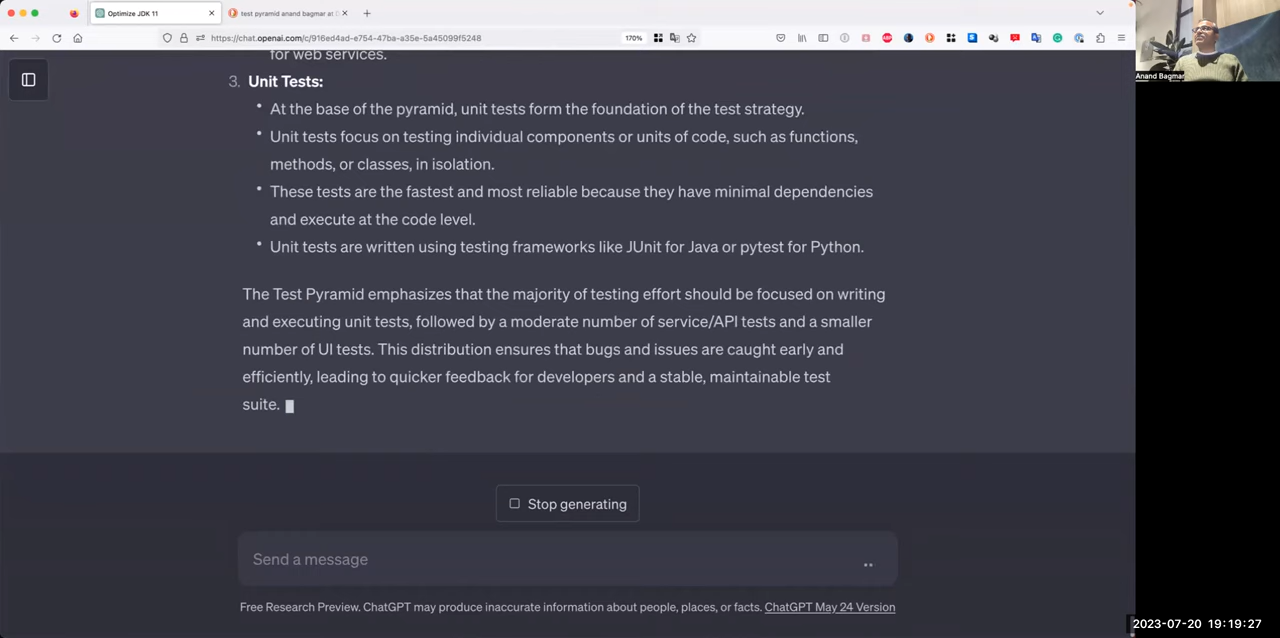 Optimize JDK 11
test pyramid anand bagmar at
https://chat.openai.com/c/916ed4ad-e754-47ba-a35e-5a45099f5248
170%
Anand Bagmar
for web services.
3. Unit Tests:
• At the base of the pyramid, unit tests form the foundation of the test strategy.
• Unit tests focus on testing individual components or units of code, such as functions,
methods, or classes, in isolation.
• These tests are the fastest and most reliable because they have minimal dependencies
and execute at the code level.
• Unit tests are written using testing frameworks like JUnit for Java or pytest for Python.
The Test Pyramid emphasizes that the majority of testing effort should be focused on writing
and executing unit tests, followed by a moderate number of service/API tests and a smaller
number of UI tests. This distribution ensures that bugs and issues are caught early and
efficiently, leading to quicker feedback for developers and a stable, maintainable test
suite.
Stop generating
Send a message
Free Research Preview. ChatGPT may produce inaccurate information about people, places, or facts. ChatGPT May 24 Version
2023-07-20 19:19:27